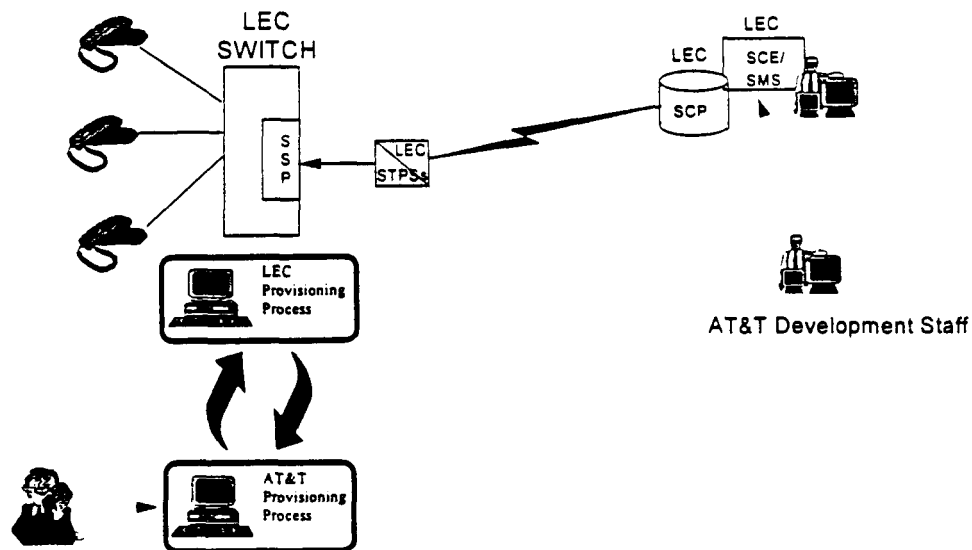 LEC
SWITCH
S
S
P
LEC
STPSs
LEC
SCP
LEC
SCE/
SMS
AT&T Development Staff
LEC
Provisioning
Process
AT&T
Provisioning
Process